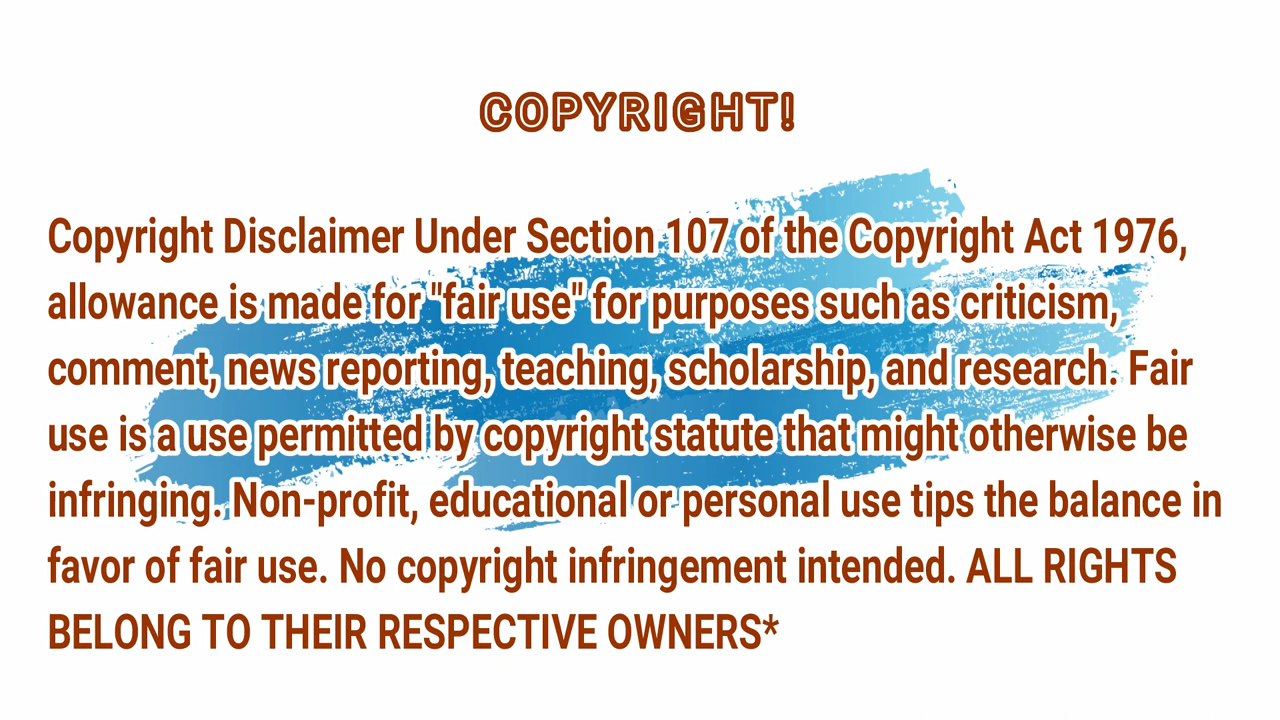 COPYRIGHT!
Copyright Disclaimer Under Section 107 of the Copyright Act 1976,
allowance is made for "fair use" for purposes such as criticism,
comment, news reporting, teaching, scholarship, and research. Fair
use is a use permitted by copyright statute that might otherwise be
infringing. Non-profit, educational or personal use tips the balance in
favor of fair use. No copyright infringement intended. ALL RIGHTS
BELONG TO THEIR RESPECTIVE OWNERS*